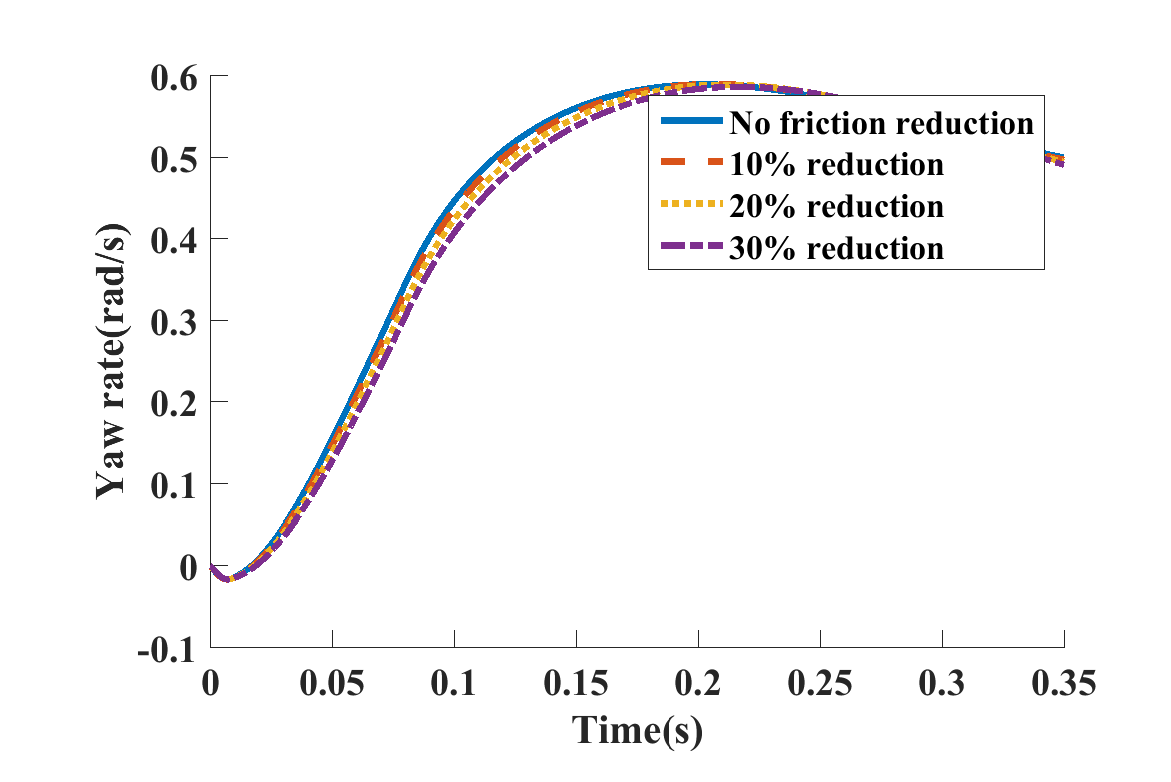 0.6
0.5
0.4
0.3
0.2
0.1
0
-0.1
Yaw rate(rad/s)
No friction reduction
10% reduction
20% reduction
30% reduction
0 0.05 0.1 0.15 0.2 0.25 0.3 0.35
Time(s)